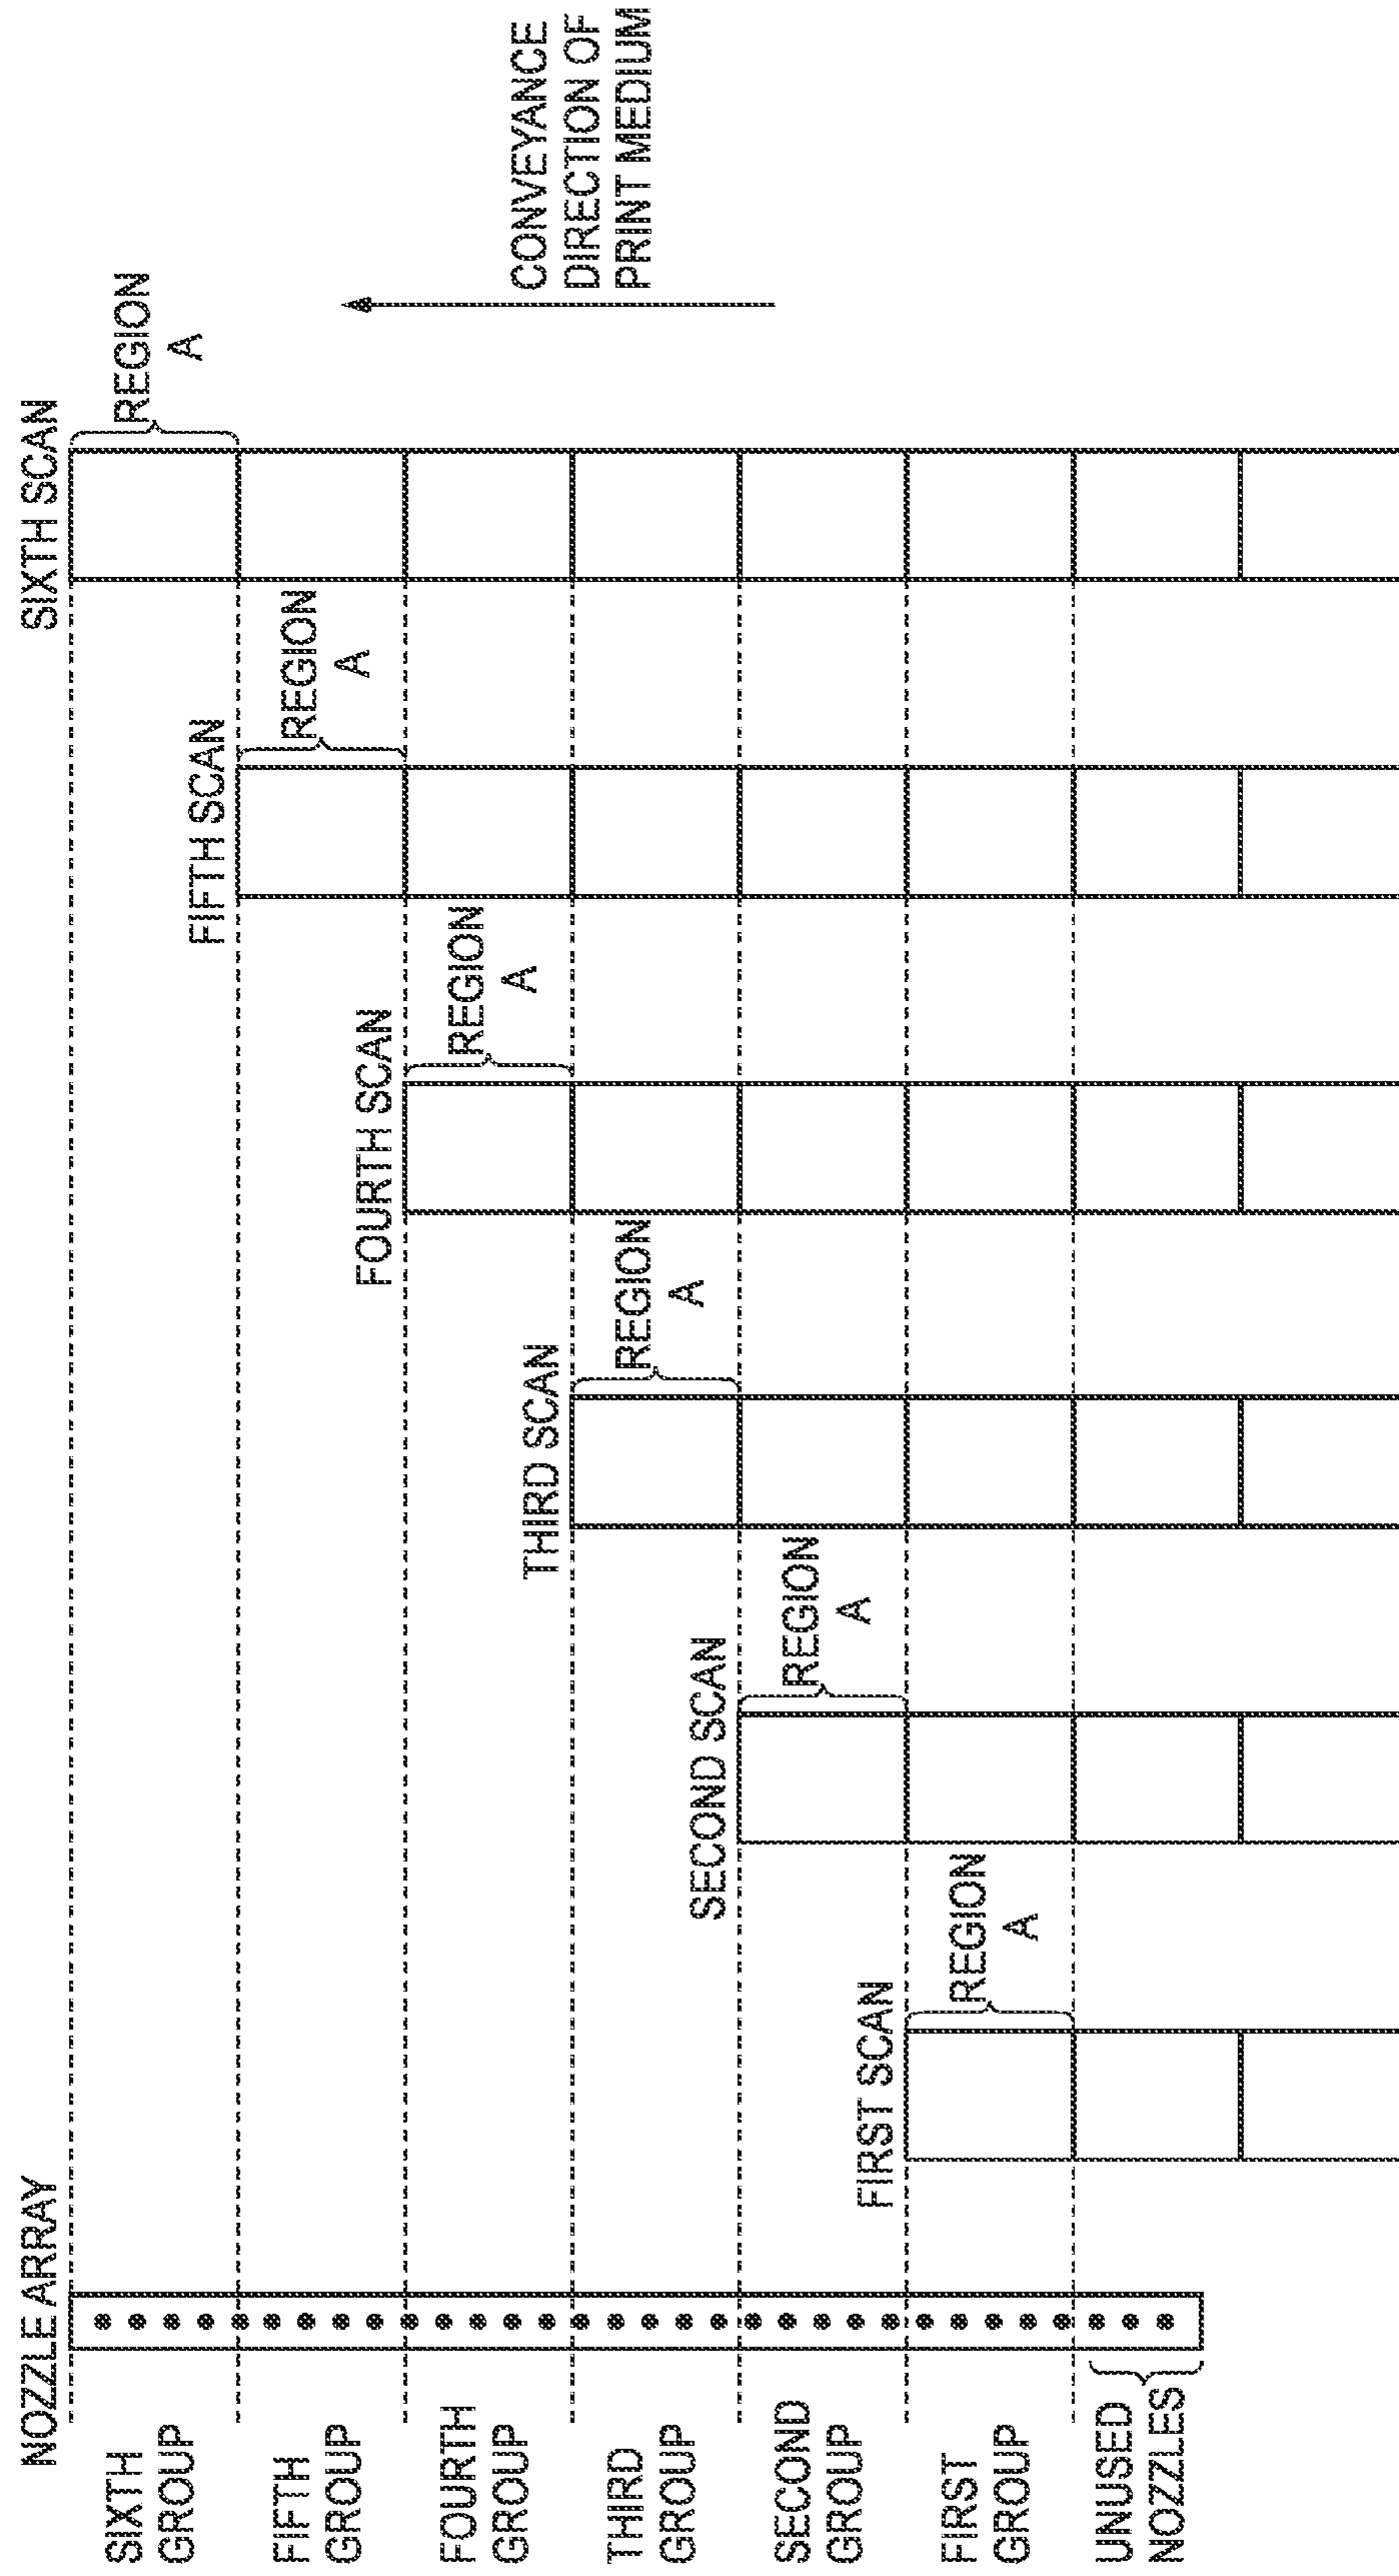 NOZZLE ARRAY
SIXTH
GROUP
FIFTH
GROUP
FOURTH
GROUP
THIRD
GROUP
SECOND
GROUP
FIRST
GROUP
UNUSED
NOZZLES
FIRST SCAN
REGION
A
SECOND SCAN
REGION
A
THIRD SCAN
REGION
A
FOURTH SCAN
REGION
A
FIFTH SCAN
REGION
A
SIXTH SCAN
REGION
A
CONVEYANCE
DIRECTION OF
PRINT MEDIUM